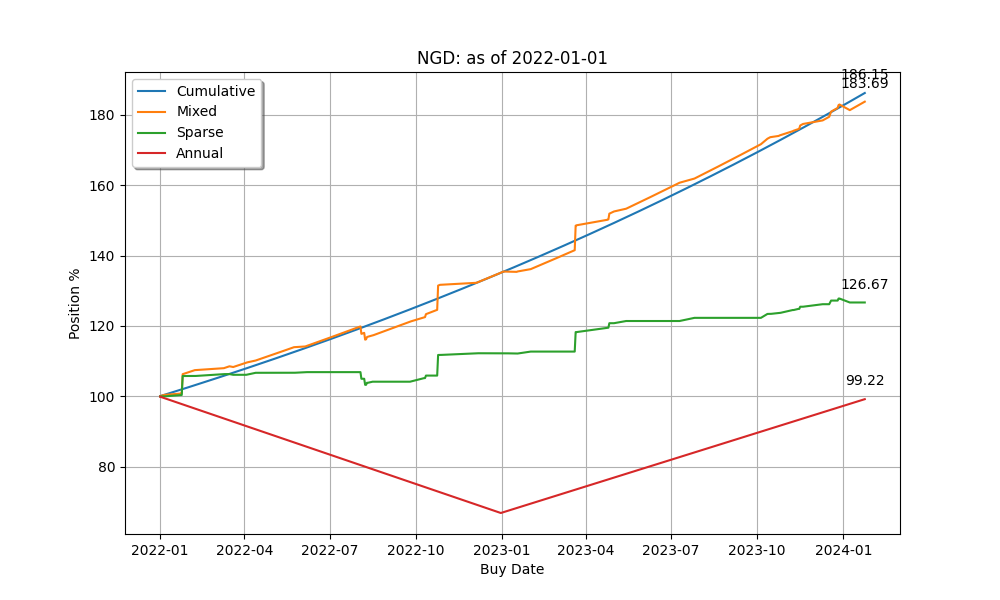 NGD: as of 2022-01-01
Cumulative
Mixed
Sparse
Annual
186.15
183.69
126.67
99.22
180
160
140
120
100
80
Position %
2022-01 2022-04 2022-07 2022-10 2023-01 2023-04 2023-07 2023-10 2024-01
Buy Date